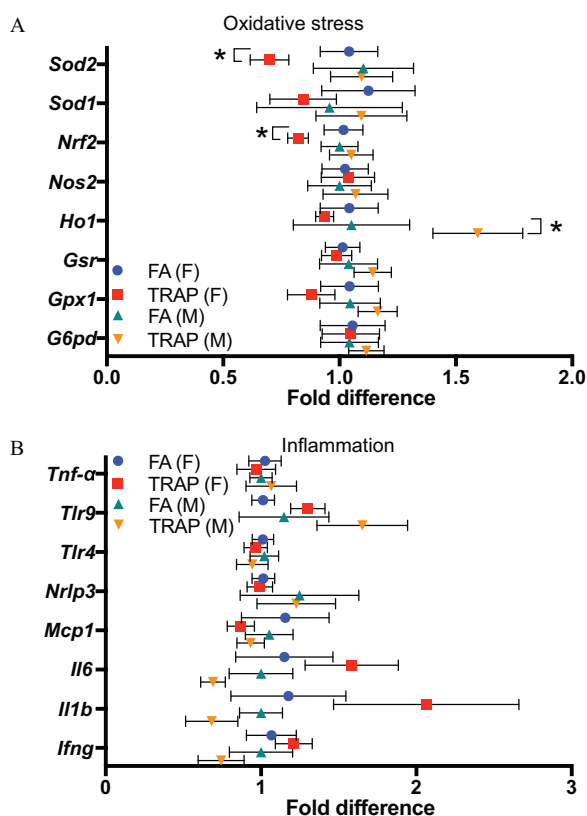 A
Oxidative stress
Sod2
*
Sod1
Nrf2
*
Nos2
Ho1
*
Gsr
Gpx1
G6pd
FA (F)
TRAP (F)
FA (M)
TRAP (M)
0.0 0.5 1.0 1.5 2.0
Fold difference
B
Inflammation
Tnf-α
Tlr9
Tlr4
Nrlp3
Mcp1
Il6
Il1b
Ifng
FA (F)
TRAP (F)
FA (M)
TRAP (M)
0 1 2 3
Fold difference